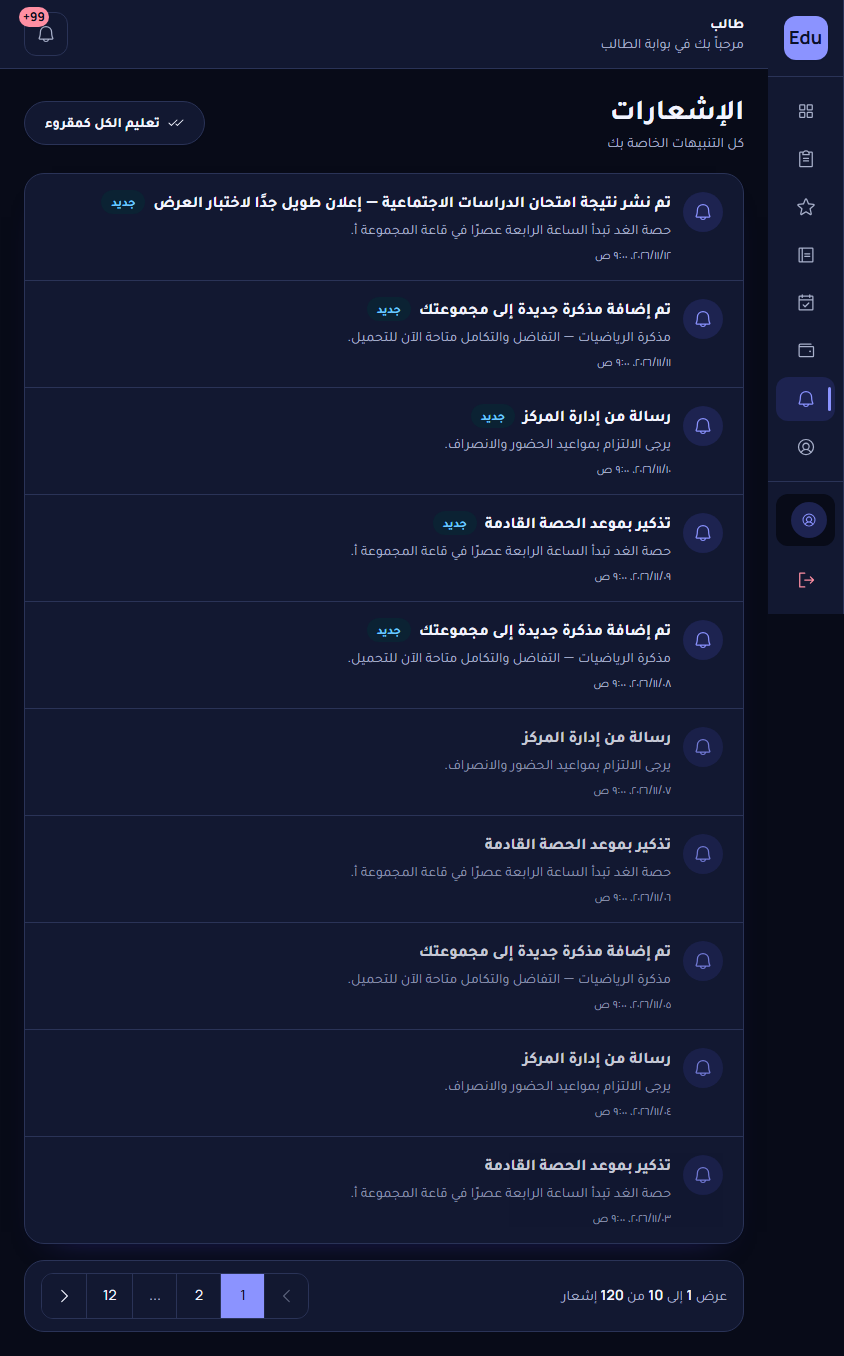 Edu
طالب
مرحباً بك في بوابة الطالب
+99
الإشعارات
كل التنبيهات الخاصة بك
تعليم الكل كمقروء
تم نشر نتيجة امتحان الدراسات الاجتماعية — إعلان طويل جدًا لاختبار العرض جديد
حصة الغد تبدأ الساعة الرابعة عصرًا في قاعة المجموعة أ.
١٢‏/١١‏/٢٠٢٦، ٩:٠٠ ص
تم إضافة مذكرة جديدة إلى مجموعتك جديد
مذكرة الرياضيات — التفاضل والتكامل متاحة الآن للتحميل.
١١‏/١١‏/٢٠٢٦، ٩:٠٠ ص
رسالة من إدارة المركز جديد
يرجى الالتزام بمواعيد الحضور والانصراف.
١٠‏/١١‏/٢٠٢٦، ٩:٠٠ ص
تذكير بموعد الحصة القادمة جديد
حصة الغد تبدأ الساعة الرابعة عصرًا في قاعة المجموعة أ.
٠٩‏/١١‏/٢٠٢٦، ٩:٠٠ ص
تم إضافة مذكرة جديدة إلى مجموعتك جديد
مذكرة الرياضيات — التفاضل والتكامل متاحة الآن للتحميل.
٠٨‏/١١‏/٢٠٢٦، ٩:٠٠ ص
رسالة من إدارة المركز
يرجى الالتزام بمواعيد الحضور والانصراف.
٠٧‏/١١‏/٢٠٢٦، ٩:٠٠ ص
تذكير بموعد الحصة القادمة
حصة الغد تبدأ الساعة الرابعة عصرًا في قاعة المجموعة أ.
٠٦‏/١١‏/٢٠٢٦، ٩:٠٠ ص
تم إضافة مذكرة جديدة إلى مجموعتك
مذكرة الرياضيات — التفاضل والتكامل متاحة الآن للتحميل.
٠٥‏/١١‏/٢٠٢٦، ٩:٠٠ ص
رسالة من إدارة المركز
يرجى الالتزام بمواعيد الحضور والانصراف.
٠٤‏/١١‏/٢٠٢٦، ٩:٠٠ ص
تذكير بموعد الحصة القادمة
حصة الغد تبدأ الساعة الرابعة عصرًا في قاعة المجموعة أ.
٠٣‏/١١‏/٢٠٢٦، ٩:٠٠ ص
عرض 1 إلى 10 من 120 إشعار
1 2 ... 12